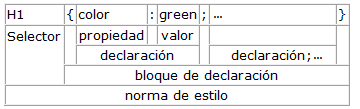 H1 { color : green ; … }
Selector propiedad valor
declaración declaración;…
bloque de declaración
norma de estilo